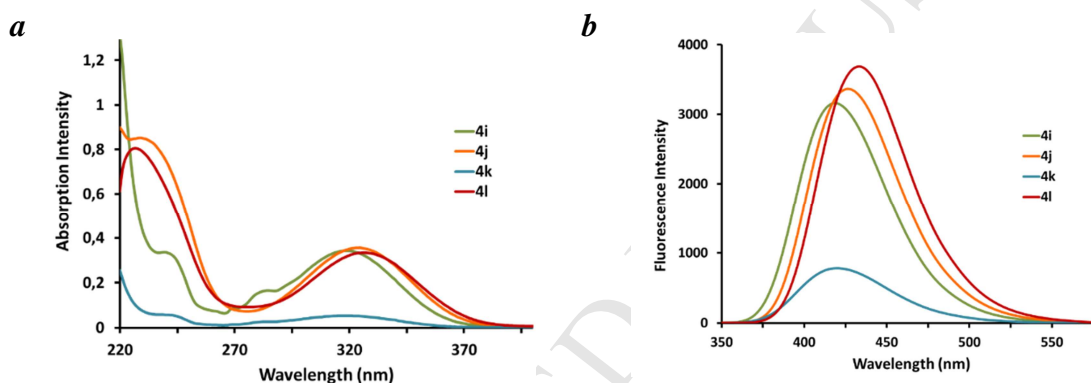 a
1,2
1
0,8
0,6
0,4
0,2
0
220
270
320
370
Absorption Intensity
Wavelength (nm)
4i
4j
4k
4l
b
4000
3000
2000
1000
0
350
400
450
500
550
Fluorescence Intensity
Wavelength (nm)
4i
4j
4k
4l